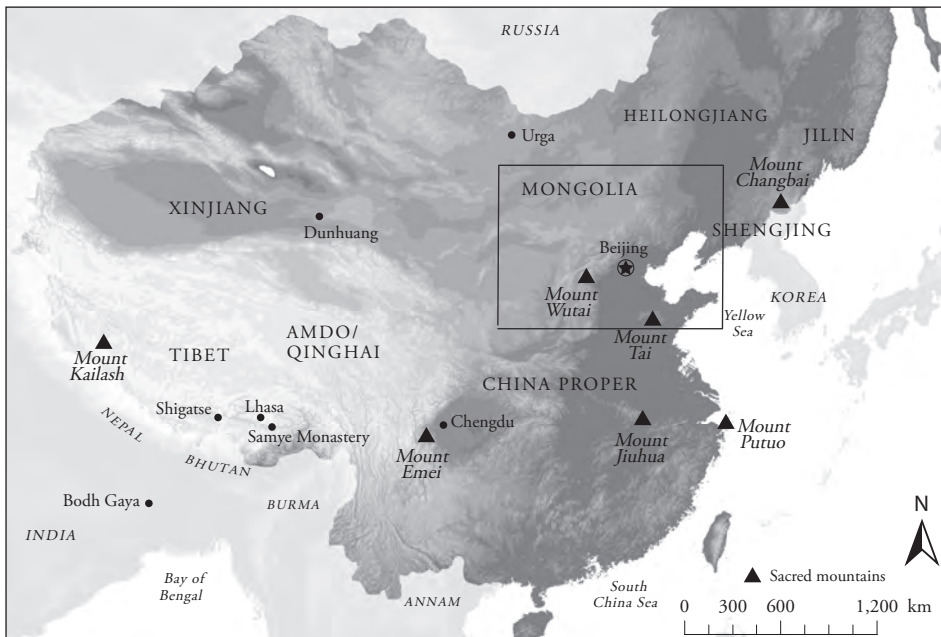 RUSSIA
HEILONGJIANG
Urga
JILIN
Mount
Changbai
MONGOLIA
XINJIANG
Dunhuang
SHENGJING
Beijing
Mount
Wutai
KOREA
Yellow
Sea
Mount
Tai
AMDO/
QINGHAI
TIBET
Mount
Kailash
CHINA PROPER
Shigatse
Lhasa
Samye Monastery
Chengdu
NEPAL
BHUTAN
Mount
Emei
Mount
Jiuhua
Mount
Putuo
Bodh Gaya
BURMA
INDIA
N
Bay of
Bengal
ANNAM
South
China Sea
Sacred mountains
0 300 600 1,200 km